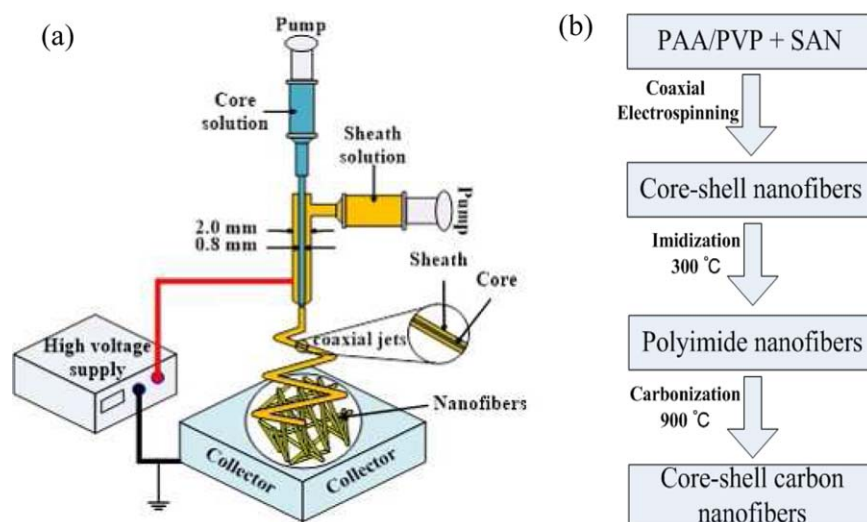 (a)
Pump
Core
solution
Sheath
solution
Pump
2.0 mm
0.8 mm
Sheath
Core
coaxial jets
High voltage
supply
Nanofibers
Collector
Collector
(b)
PAA/PVP + SAN
Coaxial
Electrospinning
Core-shell nanofibers
Imidization
300 ℃
Polyimide nanofibers
Carbonization
900 ℃
Core-shell carbon
nanofibers